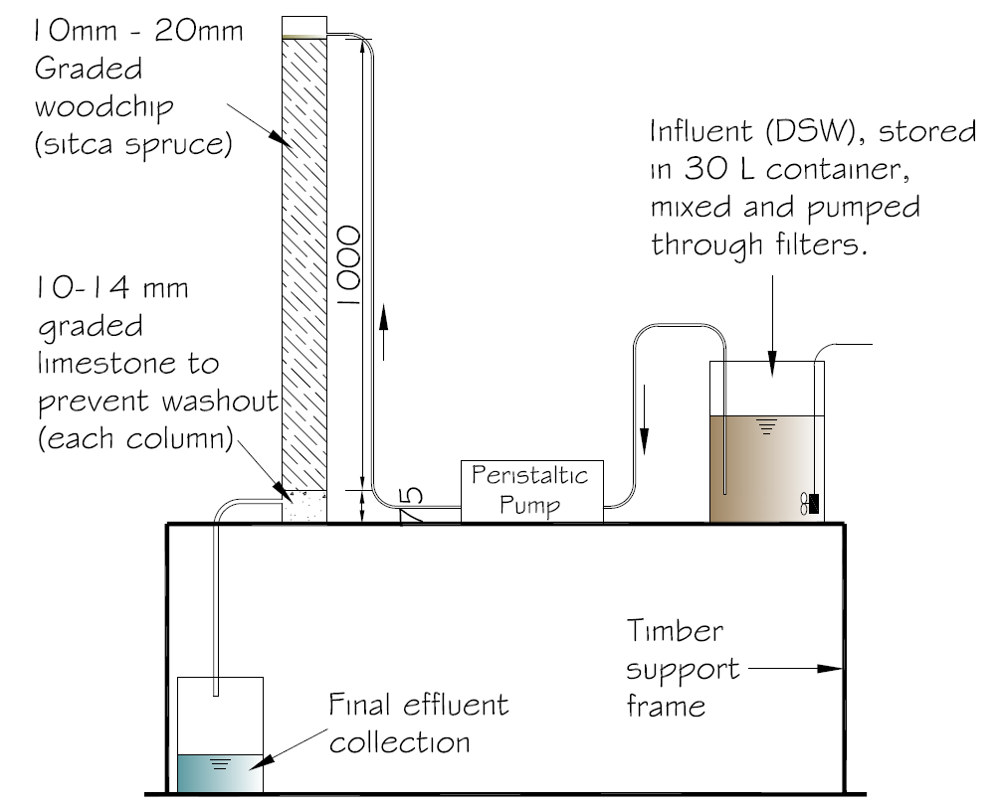 10mm - 20mm
Graded
woodchip
(sitca spruce)
Influent (DSW), stored
in 30 L container,
mixed and pumped
through filters.
1000
10-14 mm
graded
limestone to
prevent washout
(each column)
75
Peristaltic
Pump
Timber
support
frame
Final effluent
collection